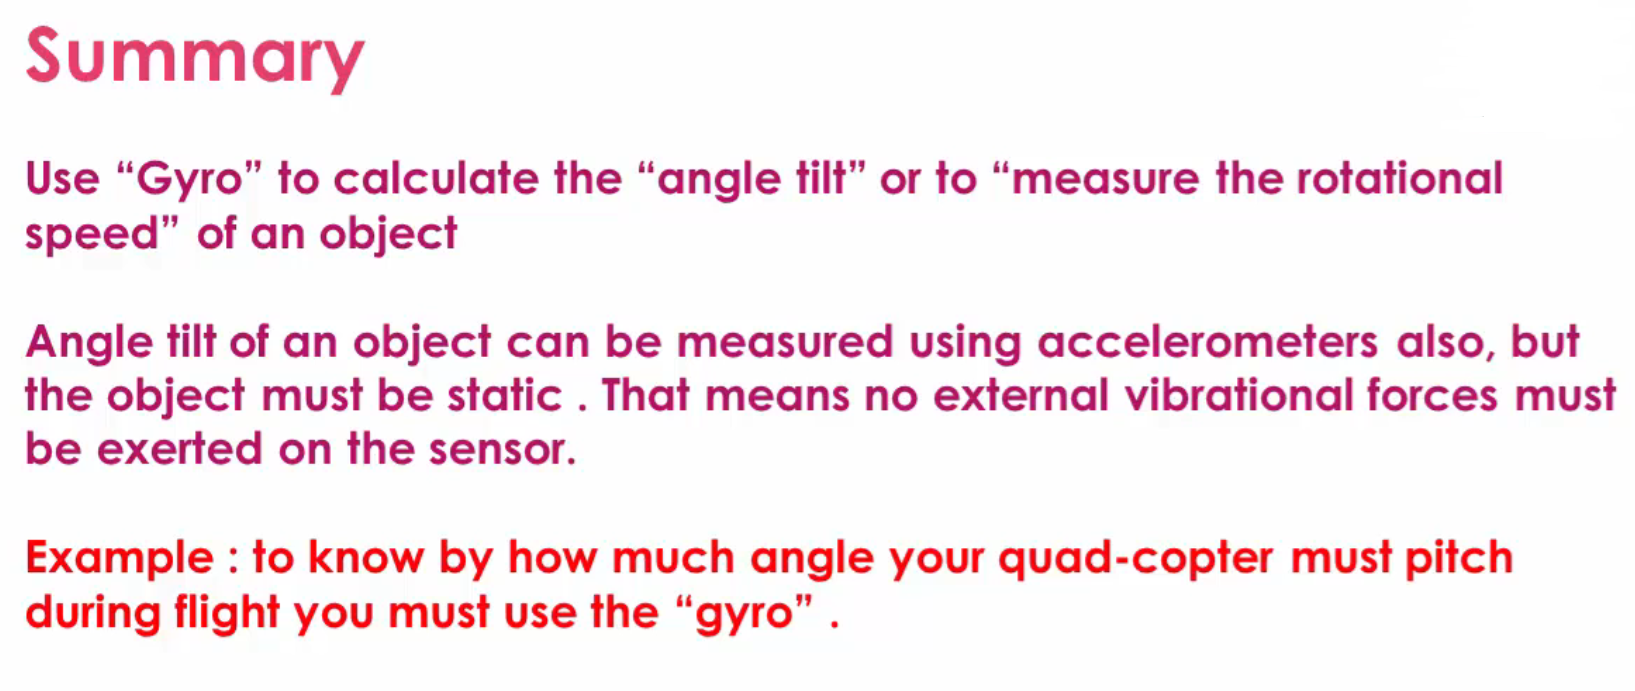 Summary
Use “Gyro” to calculate the “angle tilt” or to “measure the rotational
speed” of an object
Angle tilt of an object can be measured using accelerometers also, but
the object must be static . That means no external vibrational forces must
be exerted on the sensor.
Example : to know by how much angle your quad-copter must pitch
during flight you must use the “gyro” .